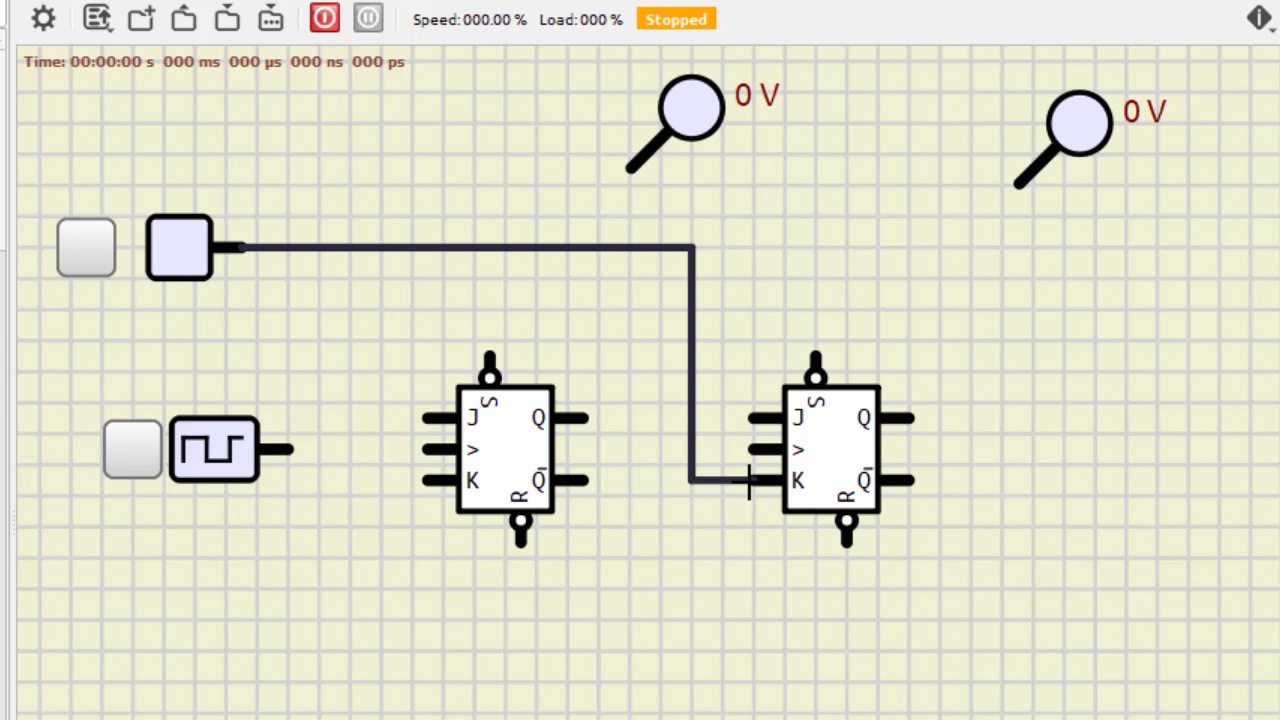 Speed: 000.00 % Load: 000 % Stopped
Time: 00:00:00 s 000 ms 000 µs 000 ns 000 ps
0 V
0 V
S
J Q
>
K Q̅
R
S
J Q
>
K Q̅
R